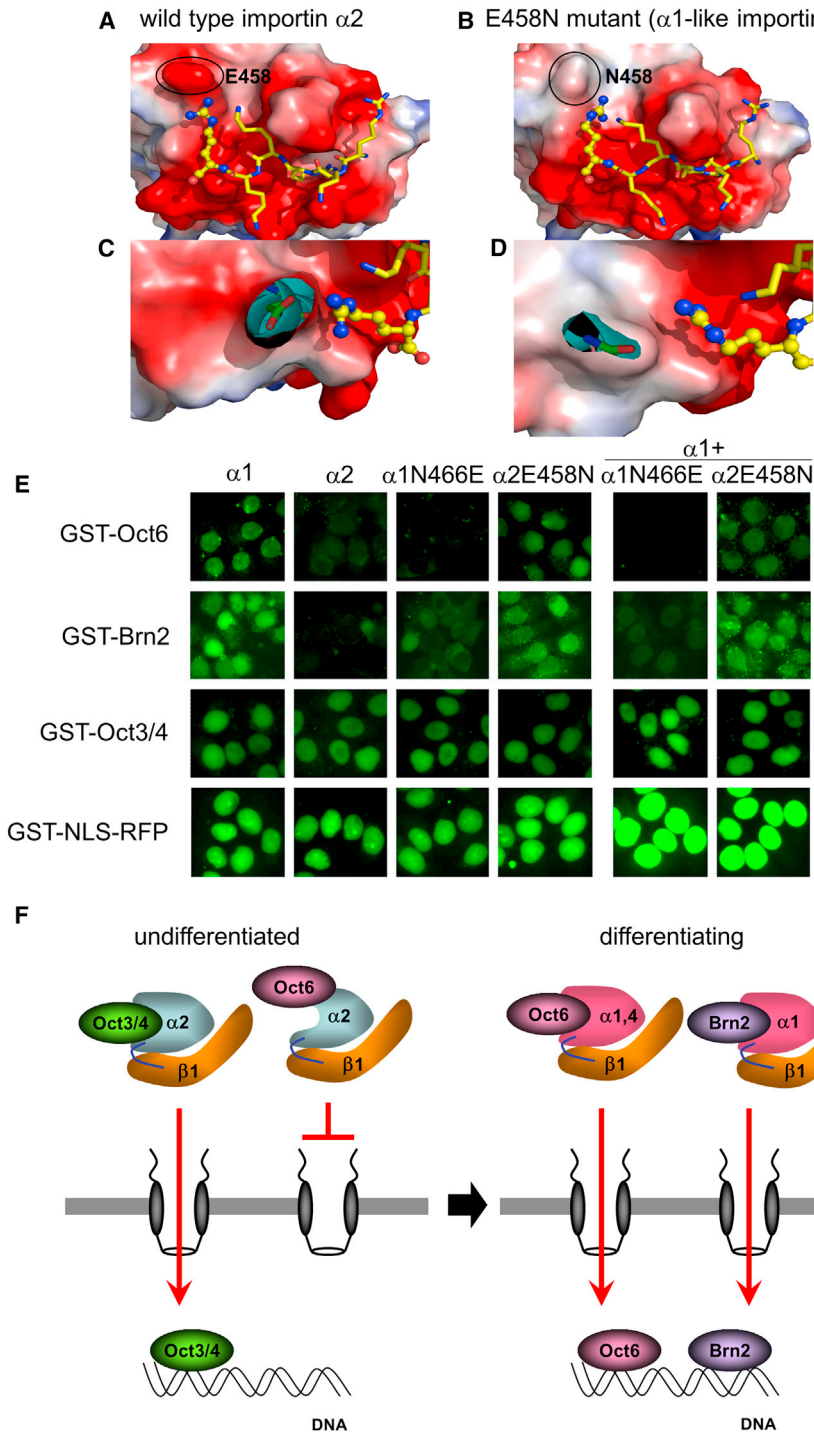 A wild type importin α2
B E458N mutant (α1-like importin
E458
N458
C
D
E
α1+
α1 α2 α1N466E α2E458N α1N466E α2E458N
GST-Oct6
GST-Brn2
GST-Oct3/4
GST-NLS-RFP
F
undifferentiated
differentiating
Oct3/4 α2 β1
Oct6 α2 β1
Oct6 α1,4 β1
Brn2 α1 β1
Oct3/4
DNA
Oct6
Brn2
DNA